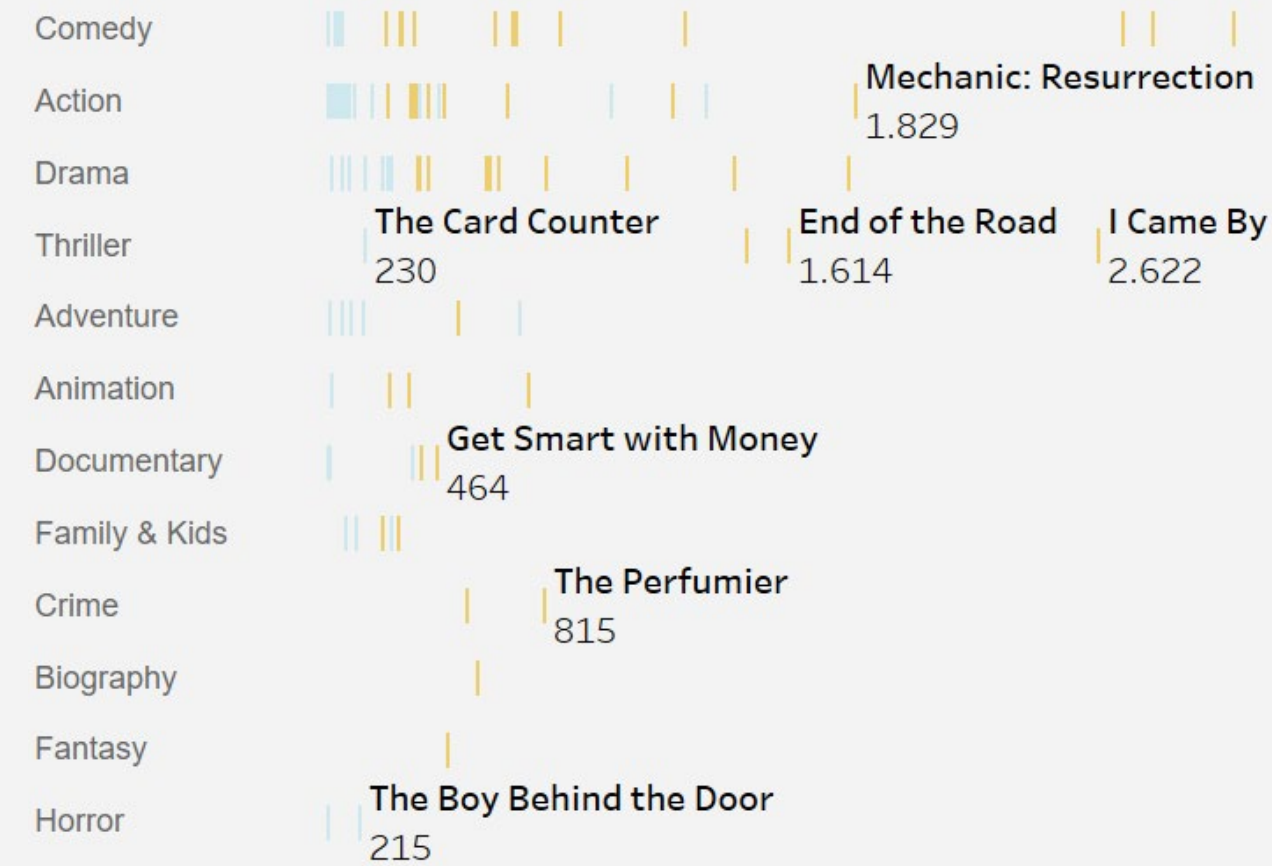 Comedy
Mechanic: Resurrection
Action
1.829
Drama
The Card Counter End of the Road I Came By
Thriller
230 1.614 2.622
Adventure
Animation
Get Smart with Money
Documentary
464
Family & Kids
The Perfumier
Crime
815
Biography
Fantasy
The Boy Behind the Door
Horror
215